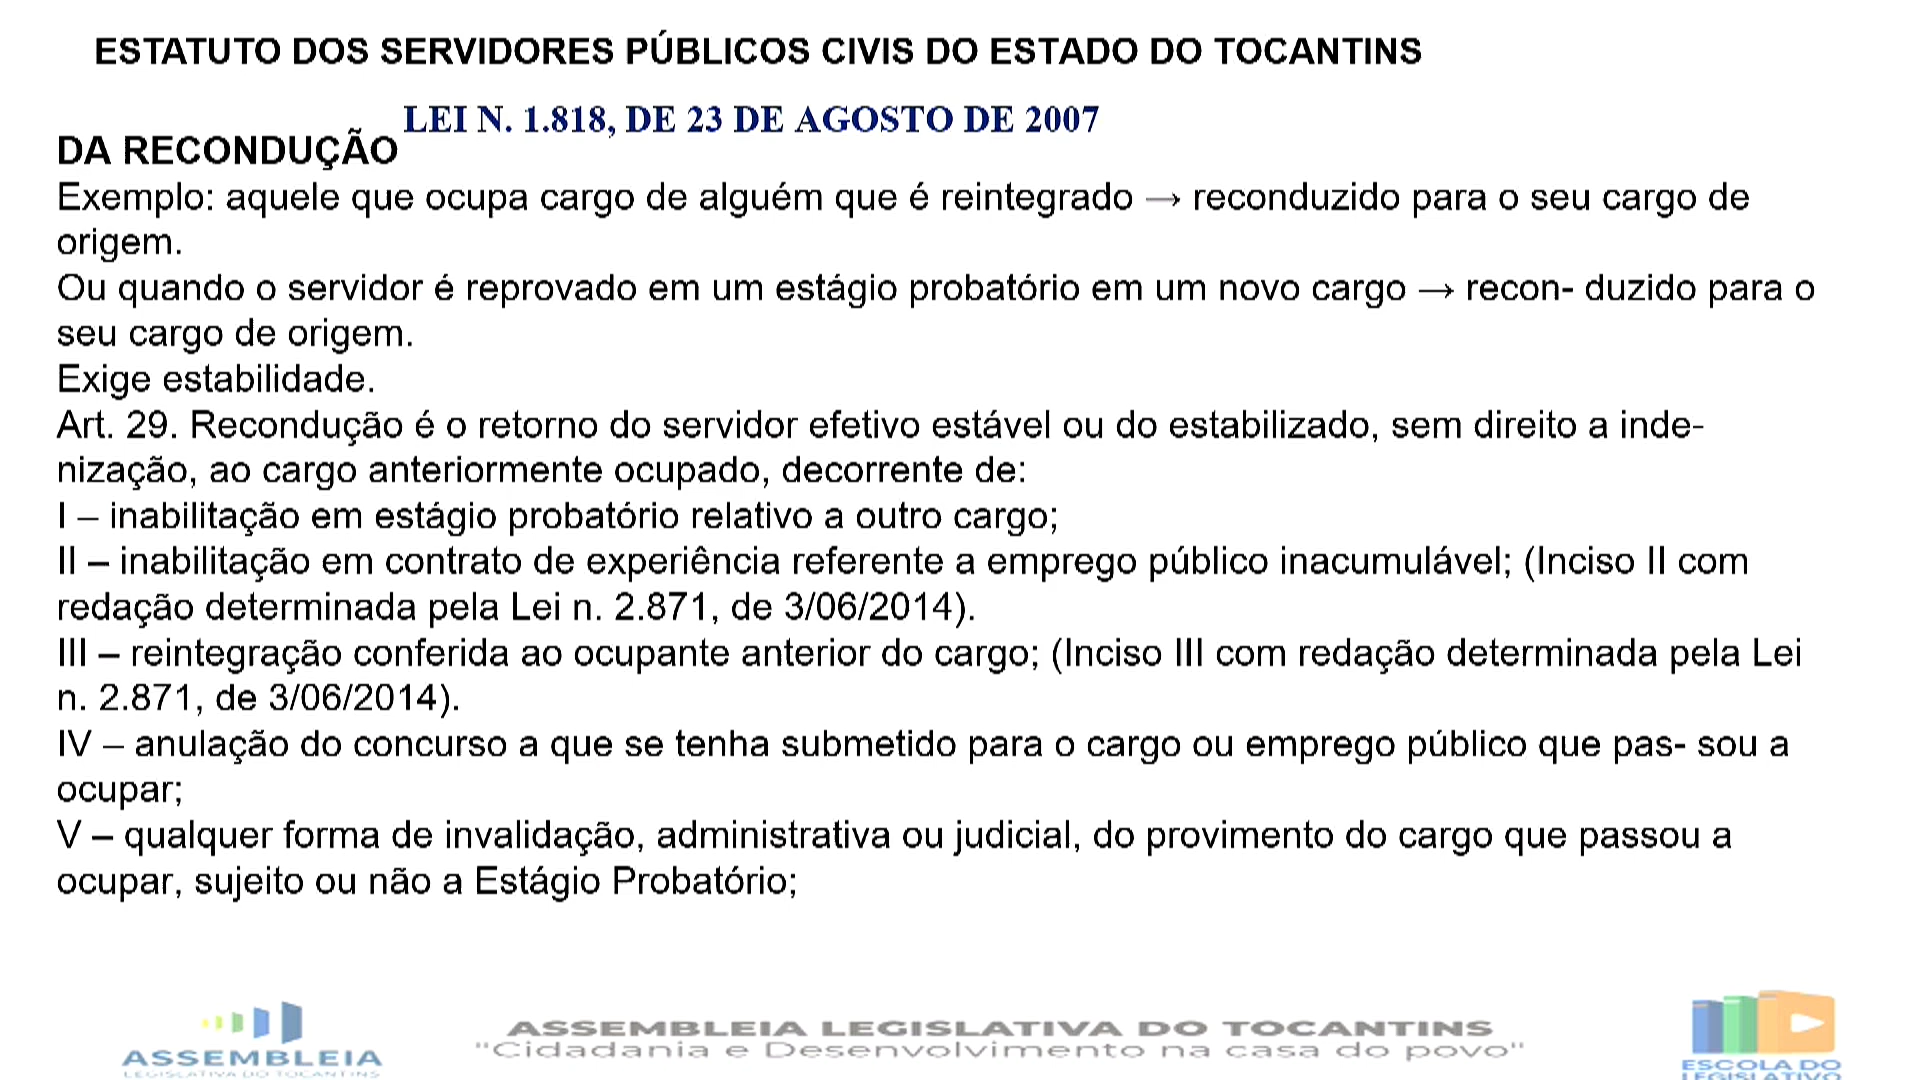 ESTATUTO DOS SERVIDORES PÚBLICOS CIVIS DO ESTADO DO TOCANTINS
LEI N. 1.818, DE 23 DE AGOSTO DE 2007
DA RECONDUÇÃO
Exemplo: aquele que ocupa cargo de alguém que é reintegrado → reconduzido para o seu cargo de
origem.
Ou quando o servidor é reprovado em um estágio probatório em um novo cargo → recon- duzido para o
seu cargo de origem.
Exige estabilidade.
Art. 29. Recondução é o retorno do servidor efetivo estável ou do estabilizado, sem direito a inde-
nização, ao cargo anteriormente ocupado, decorrente de:
I – inabilitação em estágio probatório relativo a outro cargo;
II – inabilitação em contrato de experiência referente a emprego público inacumulável; (Inciso II com
redação determinada pela Lei n. 2.871, de 3/06/2014).
III – reintegração conferida ao ocupante anterior do cargo; (Inciso III com redação determinada pela Lei
n. 2.871, de 3/06/2014).
IV – anulação do concurso a que se tenha submetido para o cargo ou emprego público que pas- sou a
ocupar;
V – qualquer forma de invalidação, administrativa ou judicial, do provimento do cargo que passou a
ocupar, sujeito ou não a Estágio Probatório;
ASSEMBLEIA
LEGISLATIVA DO TOCANTINS
ASSEMBLEIA LEGISLATIVA DO TOCANTINS
"Cidadania e Desenvolvimento na casa do povo"
ESCOLA DO
LEGISLATIVO